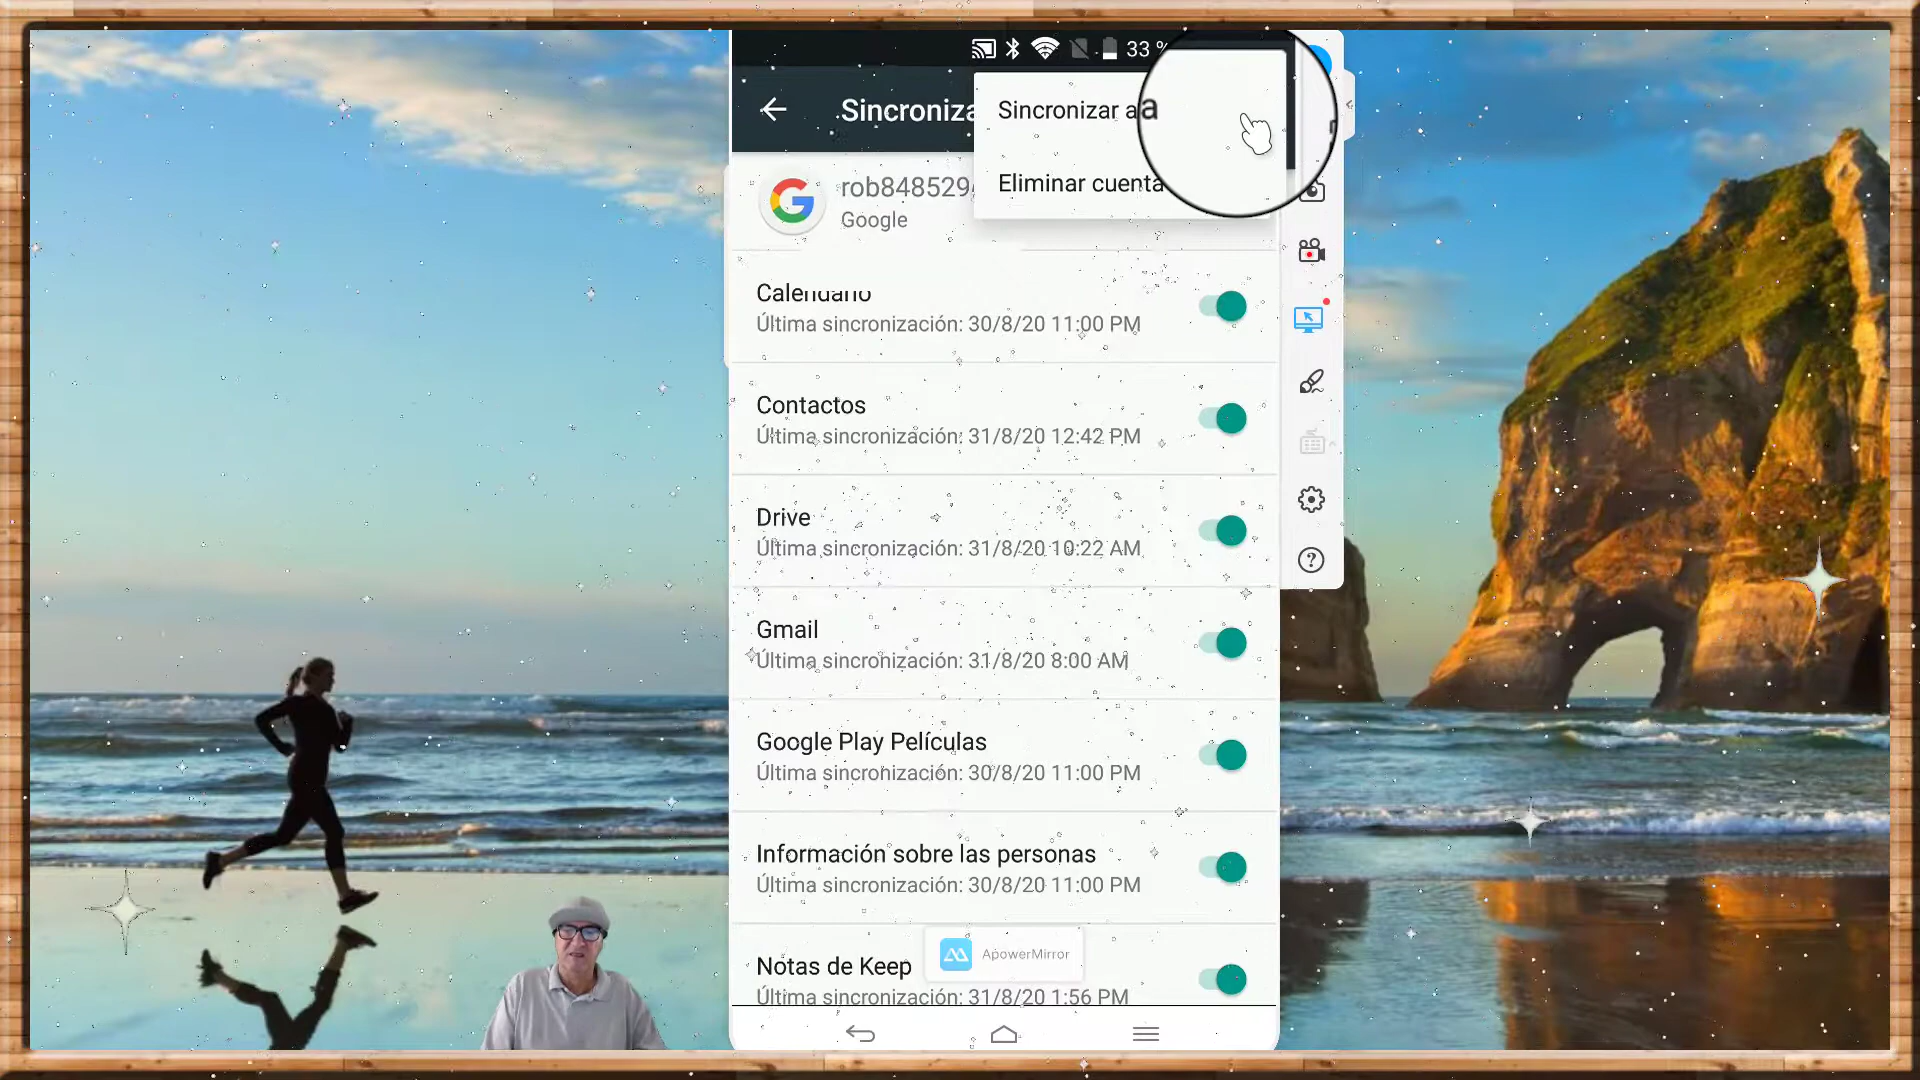 33 %
Sincroniza
Sincronizar a
Eliminar cuenta
rob848529
Google
Calendario
Última sincronización: 30/8/20 11:00 PM
Contactos
Última sincronización: 31/8/20 12:42 PM
Drive
Última sincronización: 31/8/20 10:22 AM
Gmail
Última sincronización: 31/8/20 8:00 AM
Google Play Películas
Última sincronización: 30/8/20 11:00 PM
Información sobre las personas
Última sincronización: 30/8/20 11:00 PM
Notas de Keep
Última sincronización: 31/8/20 1:56 PM
ApowerMirror